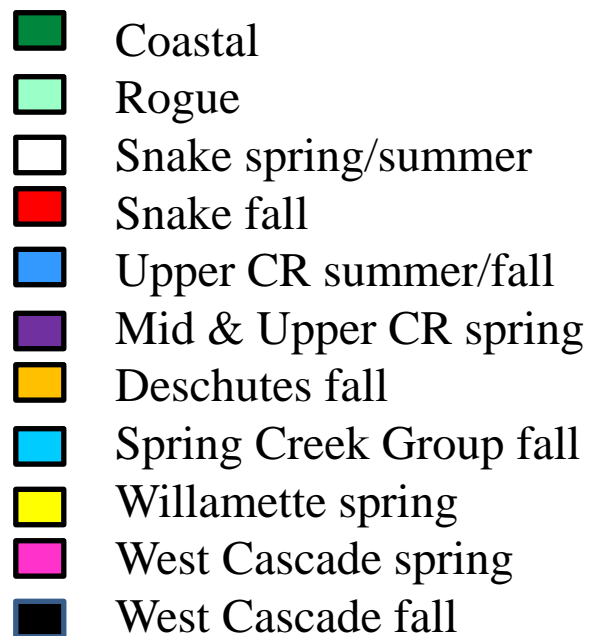 Coastal
Rogue
Snake spring/summer
Snake fall
Upper CR summer/fall
Mid & Upper CR spring
Deschutes fall
Spring Creek Group fall
Willamette spring
West Cascade spring
West Cascade fall